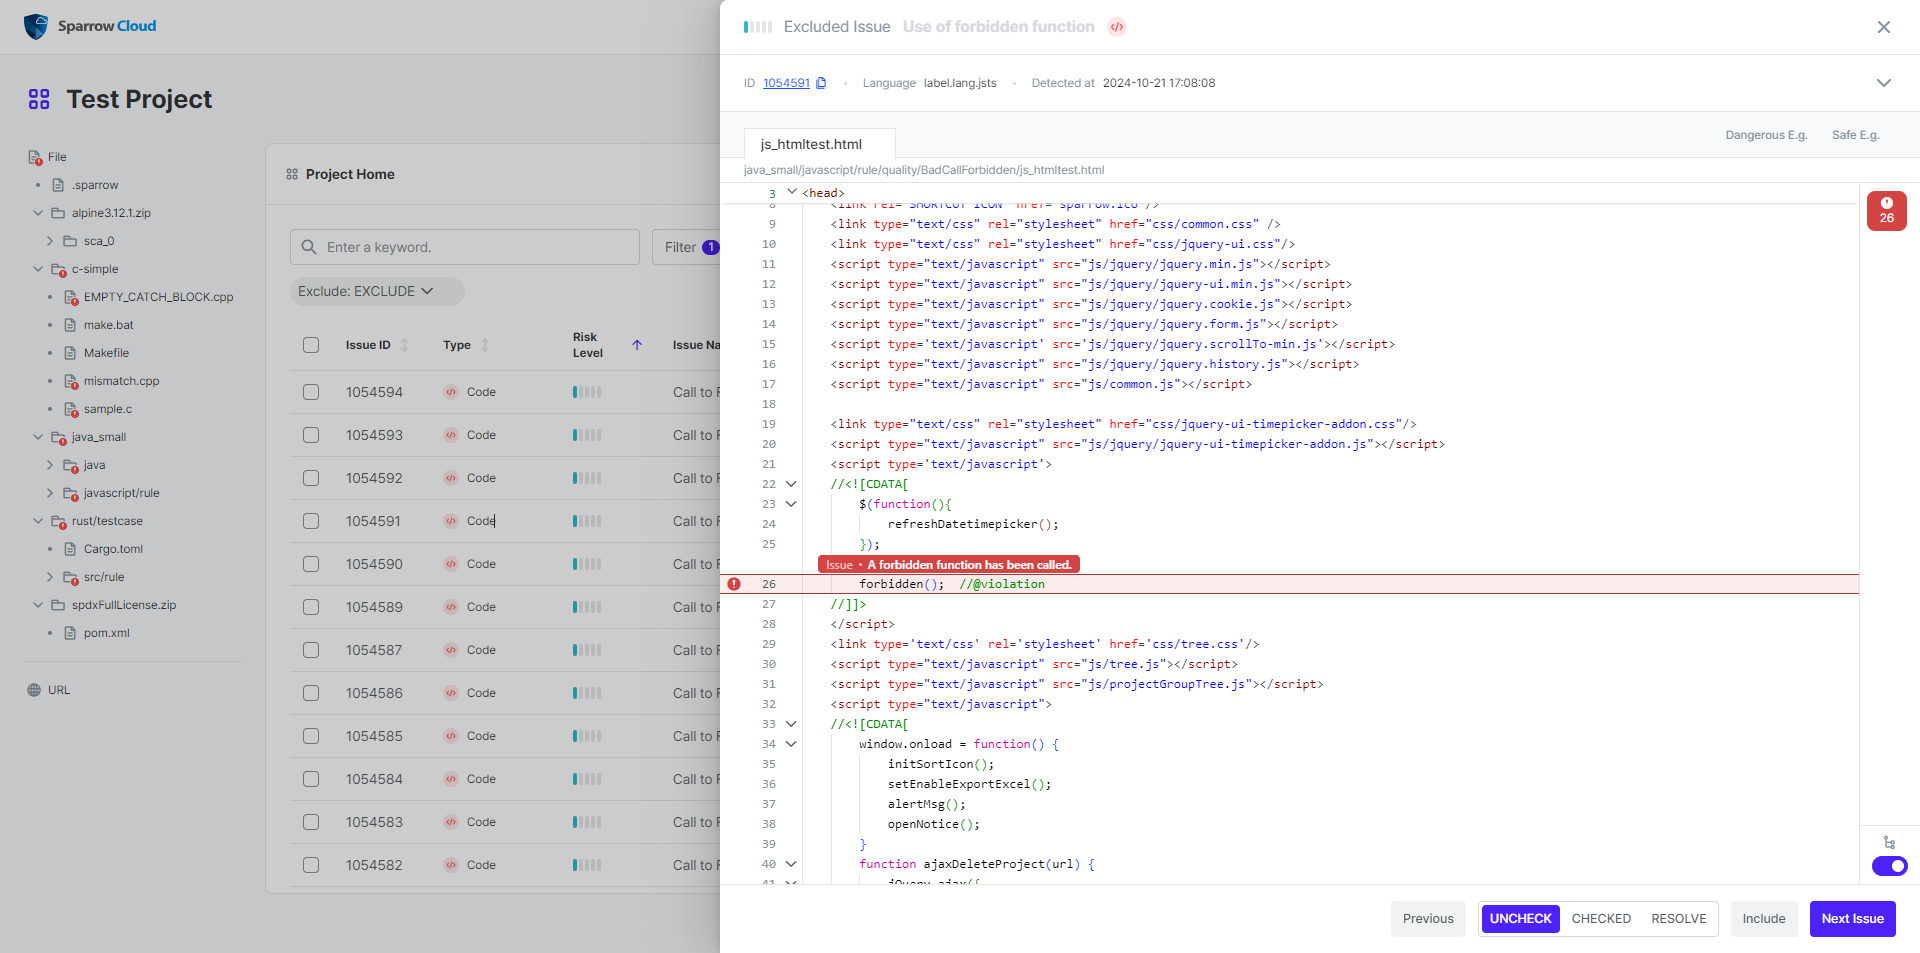 Sparrow Cloud
Test Project
File
.sparrow
alpine3.12.1.zip
sca_0
c-simple
EMPTY_CATCH_BLOCK.cpp
make.bat
Makefile
mismatch.cpp
sample.c
java_small
java
javascript/rule
rust/testcase
Cargo.toml
src/rule
spdxFullLicense.zip
pom.xml
URL
Project Home
Enter a keyword.
Filter 1
Exclude: EXCLUDE
Issue ID Type Risk Level Issue Na
1054594 Code Call to F
1054593 Code Call to F
1054592 Code Call to F
1054591 Code Call to F
1054590 Code Call to F
1054589 Code Call to F
1054587 Code Call to F
1054586 Code Call to F
1054585 Code Call to F
1054584 Code Call to F
1054583 Code Call to F
1054582 Code Call to F
Excluded Issue Use of forbidden function
ID 1054591 · Language label.lang.jsts · Detected at 2024-10-21 17:08:08
js_htmltest.html
Dangerous E.g. Safe E.g.
java_small/javascript/rule/quality/BadCallForbidden/js_htmltest.html
3 <head>
8 <link rel="SHORTCUT ICON" href="sparrow.ico"/>
9 <link type="text/css" rel="stylesheet" href="css/common.css" />
10 <link type="text/css" rel="stylesheet" href="css/jquery-ui.css"/>
11 <script type="text/javascript" src="js/jquery/jquery.min.js"></script>
12 <script type="text/javascript" src="js/jquery/jquery-ui.min.js"></script>
13 <script type="text/javascript" src="js/jquery/jquery.cookie.js"></script>
14 <script type="text/javascript" src="js/jquery/jquery.form.js"></script>
15 <script type='text/javascript' src='js/jquery/jquery.scrollTo-min.js'></script>
16 <script type="text/javascript" src="js/jquery/jquery.history.js"></script>
17 <script type="text/javascript" src="js/common.js"></script>
18
19 <link type="text/css" rel="stylesheet" href="css/jquery-ui-timepicker-addon.css"/>
20 <script type="text/javascript" src="js/jquery/jquery-ui-timepicker-addon.js"></script>
21 <script type='text/javascript'>
22 //<![CDATA[
23 $(function(){
24 refreshDatetimepicker();
25 });
Issue • A forbidden function has been called.
26 forbidden(); //@violation
27 //]]>
28 </script>
29 <link type='text/css' rel='stylesheet' href='css/tree.css'/>
30 <script type="text/javascript" src="js/tree.js"></script>
31 <script type="text/javascript" src="js/projectGroupTree.js"></script>
32 <script type="text/javascript">
33 //<![CDATA[
34 window.onload = function() {
35 initSortIcon();
36 setEnableExportExcel();
37 alertMsg();
38 openNotice();
39 }
40 function ajaxDeleteProject(url) {
41 jQuery.ajax({
26
Previous UNCHECK CHECKED RESOLVE Include Next Issue